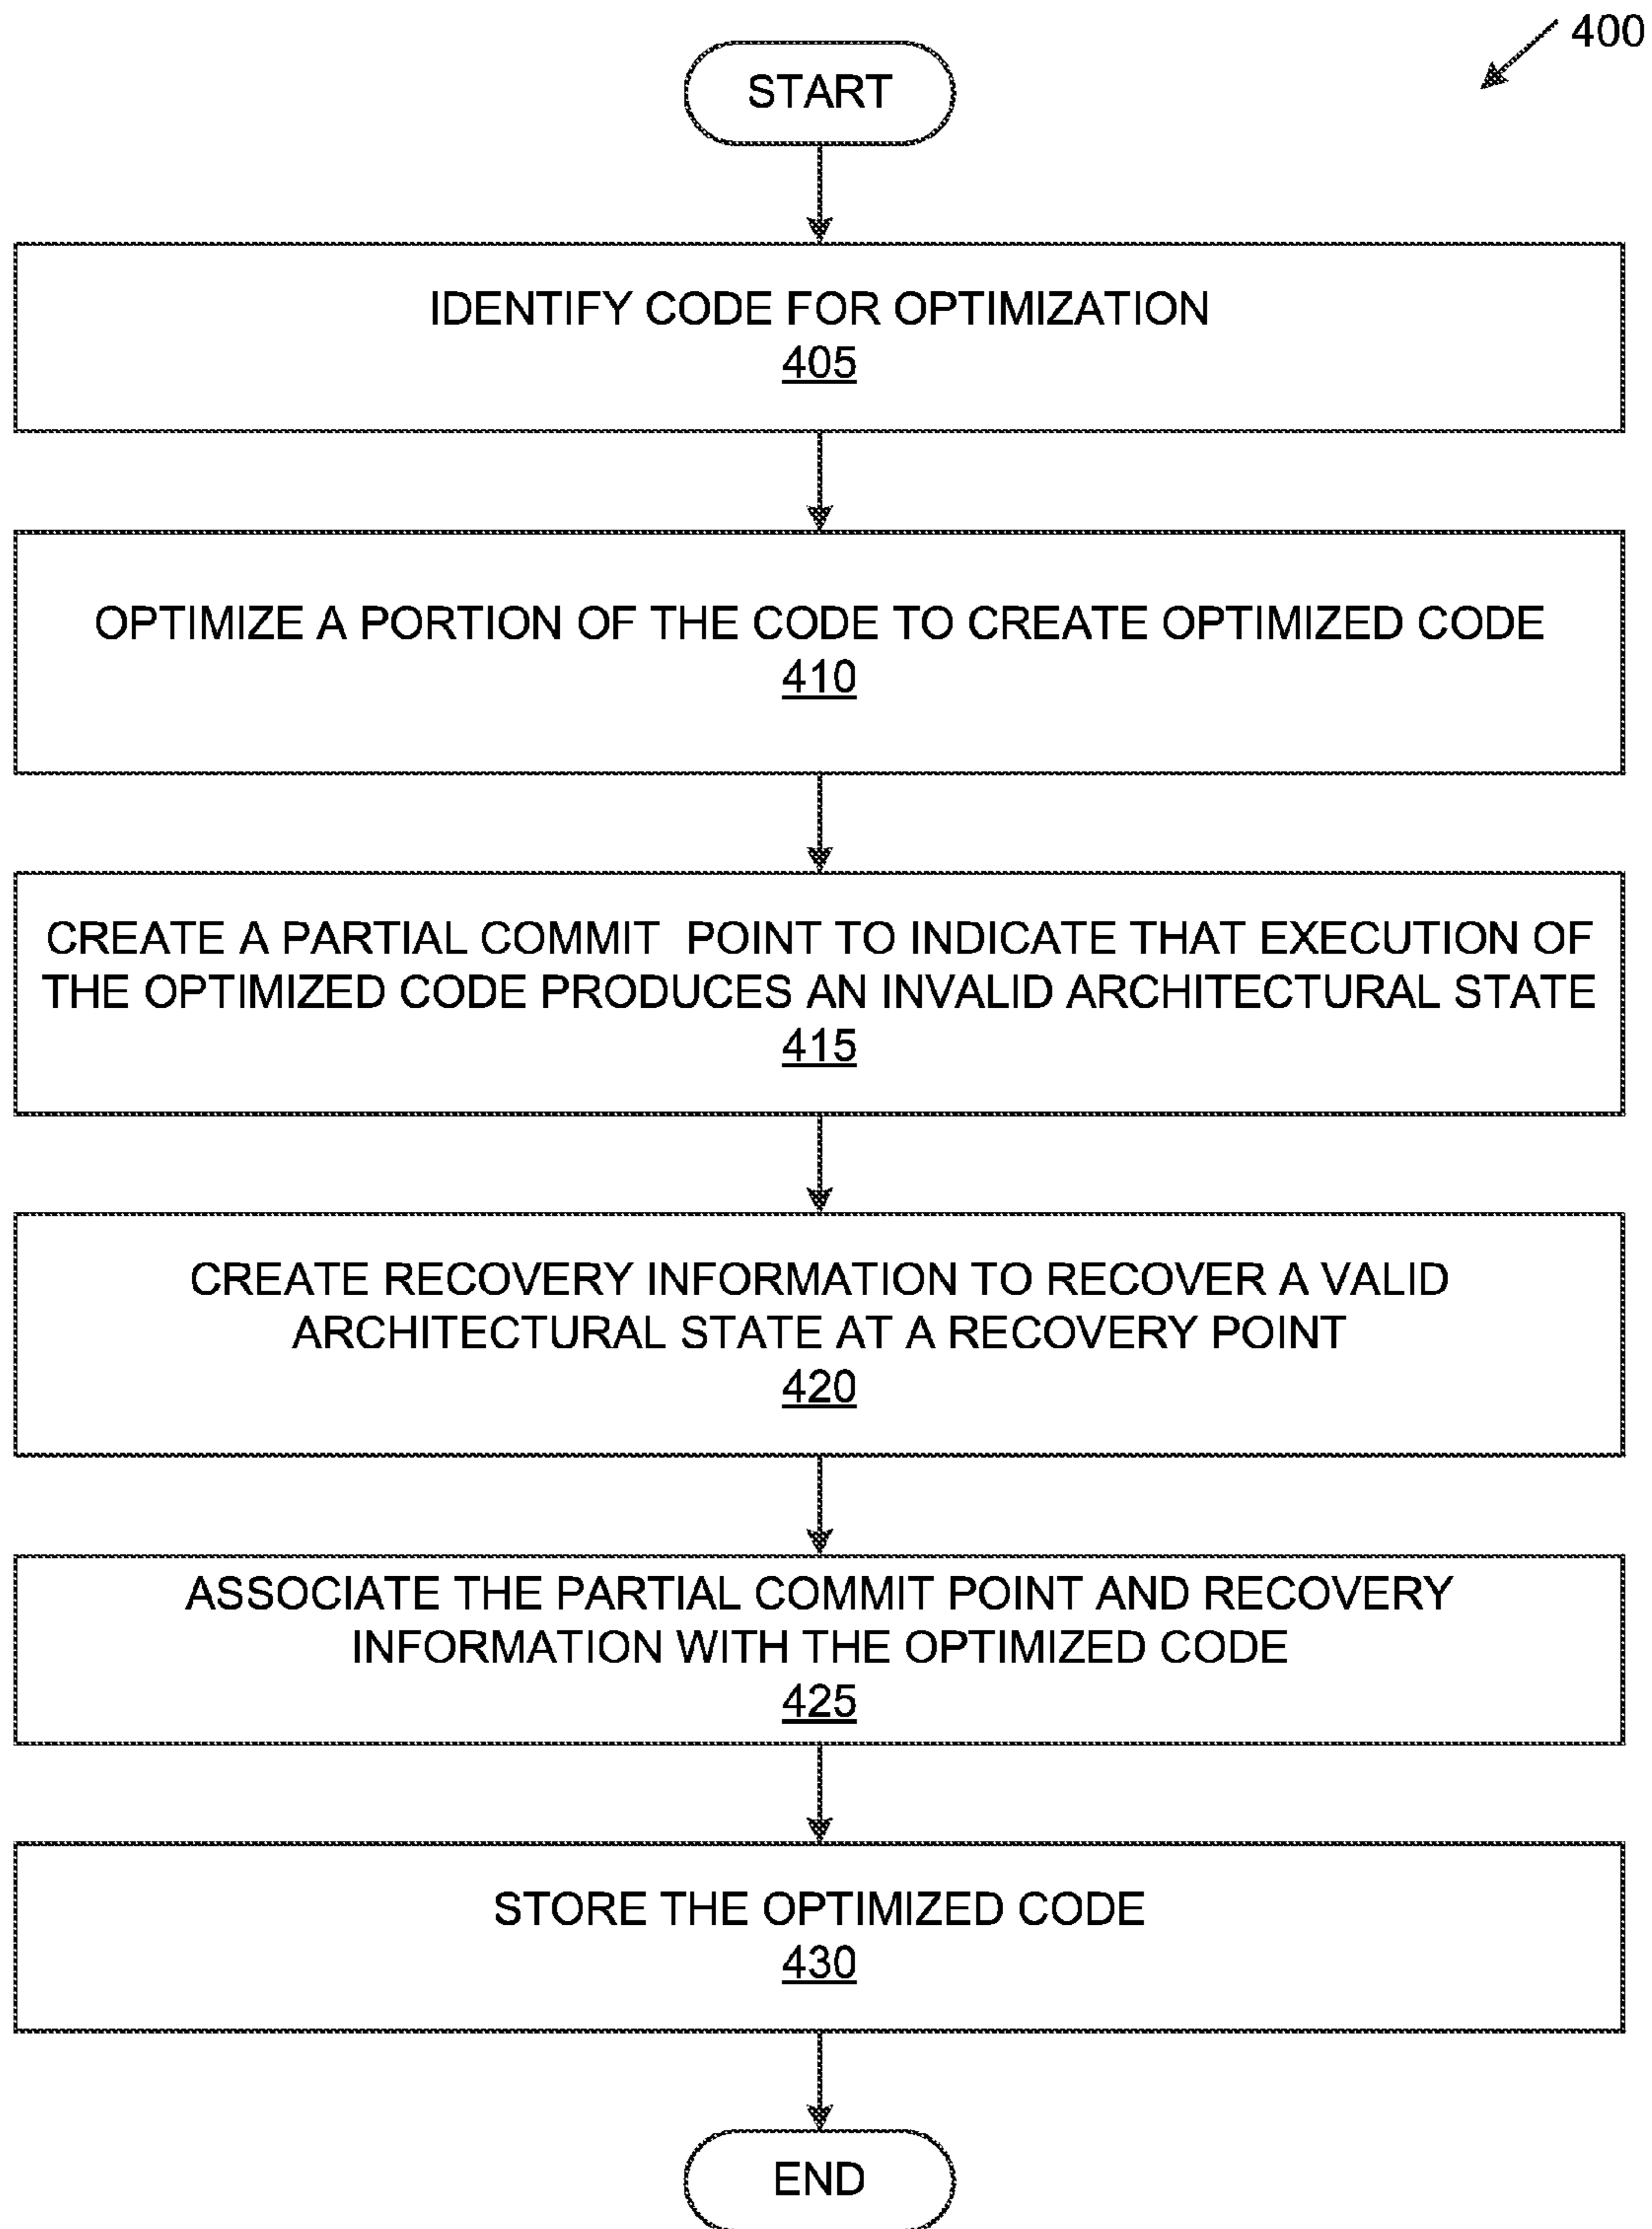 400
START
IDENTIFY CODE FOR OPTIMIZATION
405
OPTIMIZE A PORTION OF THE CODE TO CREATE OPTIMIZED CODE
410
CREATE A PARTIAL COMMIT POINT TO INDICATE THAT EXECUTION OF
THE OPTIMIZED CODE PRODUCES AN INVALID ARCHITECTURAL STATE
415
CREATE RECOVERY INFORMATION TO RECOVER A VALID
ARCHITECTURAL STATE AT A RECOVERY POINT
420
ASSOCIATE THE PARTIAL COMMIT POINT AND RECOVERY
INFORMATION WITH THE OPTIMIZED CODE
425
STORE THE OPTIMIZED CODE
430
END